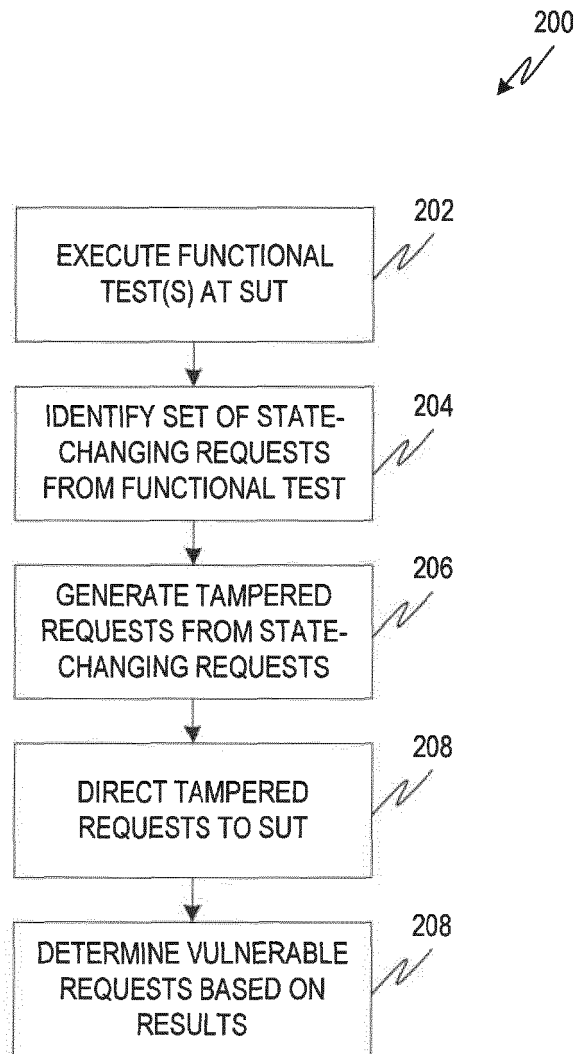 200
202
EXECUTE FUNCTIONAL
TEST(S) AT SUT
204
IDENTIFY SET OF STATE-
CHANGING REQUESTS
FROM FUNCTIONAL TEST
206
GENERATE TAMPERED
REQUESTS FROM STATE-
CHANGING REQUESTS
208
DIRECT TAMPERED
REQUESTS TO SUT
208
DETERMINE VULNERABLE
REQUESTS BASED ON
RESULTS